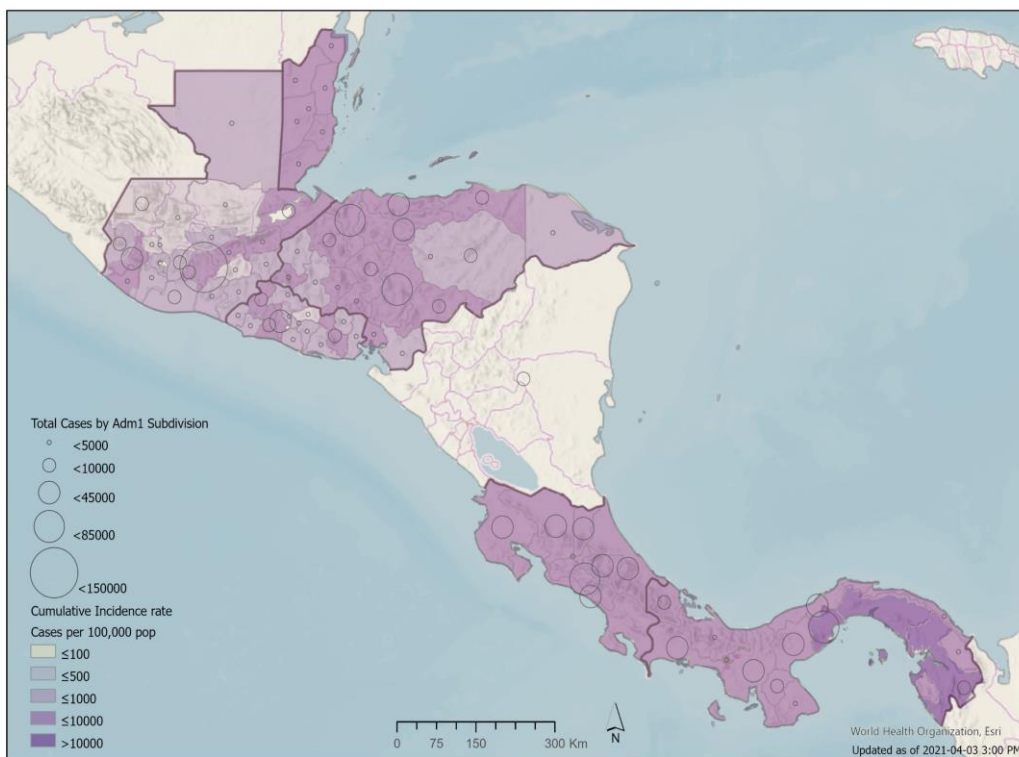 Total Cases by Adm1 Subdivision
<5000
<10000
<45000
<85000
<150000
Cumulative Incidence rate
Cases per 100,000 pop
≤100
≤500
≤1000
≤10000
>10000
0 75 150 300 Km
N
World Health Organization, Esri
Updated as of 2021-04-03 3:00 PM